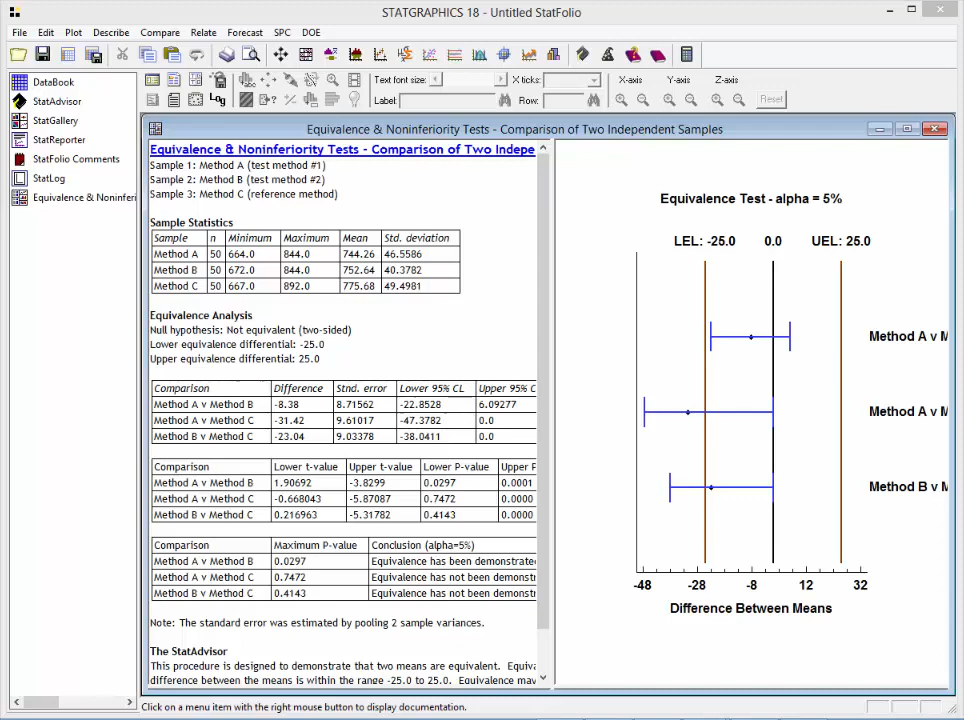 STATGRAPHICS 18 - Untitled StatFolio
File Edit Plot Describe Compare Relate Forecast SPC DOE
Log
Text font size: X ticks: X-axis Y-axis Z-axis
Label: Row: Reset
DataBook
StatAdvisor
StatGallery
StatReporter
StatFolio Comments
StatLog
Equivalence & Noninferi
Equivalence & Noninferiority Tests - Comparison of Two Independent Samples
Equivalence & Noninferiority Tests - Comparison of Two Indepe
Sample 1: Method A (test method #1)
Sample 2: Method B (test method #2)
Sample 3: Method C (reference method)
Sample Statistics
Sample n Minimum Maximum Mean Std. deviation
Method A 50 664.0 844.0 744.26 46.5586
Method B 50 672.0 844.0 752.64 40.3782
Method C 50 667.0 892.0 775.68 49.4981
Equivalence Analysis
Null hypothesis: Not equivalent (two-sided)
Lower equivalence differential: -25.0
Upper equivalence differential: 25.0
Comparison Difference Stnd. error Lower 95% CL Upper 95% C
Method A v Method B -8.38 8.71562 -22.8528 6.09277
Method A v Method C -31.42 9.61017 -47.3782 0.0
Method B v Method C -23.04 9.03378 -38.0411 0.0
Comparison Lower t-value Upper t-value Lower P-value Upper P
Method A v Method B 1.90692 -3.8299 0.0297 0.0001
Method A v Method C -0.668043 -5.87087 0.7472 0.0000
Method B v Method C 0.216963 -5.31782 0.4143 0.0000
Comparison Maximum P-value Conclusion (alpha=5%)
Method A v Method B 0.0297 Equivalence has been demonstrated
Method A v Method C 0.7472 Equivalence has not been demonst
Method B v Method C 0.4143 Equivalence has not been demonst
Note: The standard error was estimated by pooling 2 sample variances.
The StatAdvisor
This procedure is designed to demonstrate that two means are equivalent. Equiva
difference between the means is within the range -25.0 to 25.0. Equivalence may
Equivalence Test - alpha = 5%
LEL: -25.0 0.0 UEL: 25.0
Method A v M
Method A v M
Method B v M
-48 -28 -8 12 32
Difference Between Means
Click on a menu item with the right mouse button to display documentation.